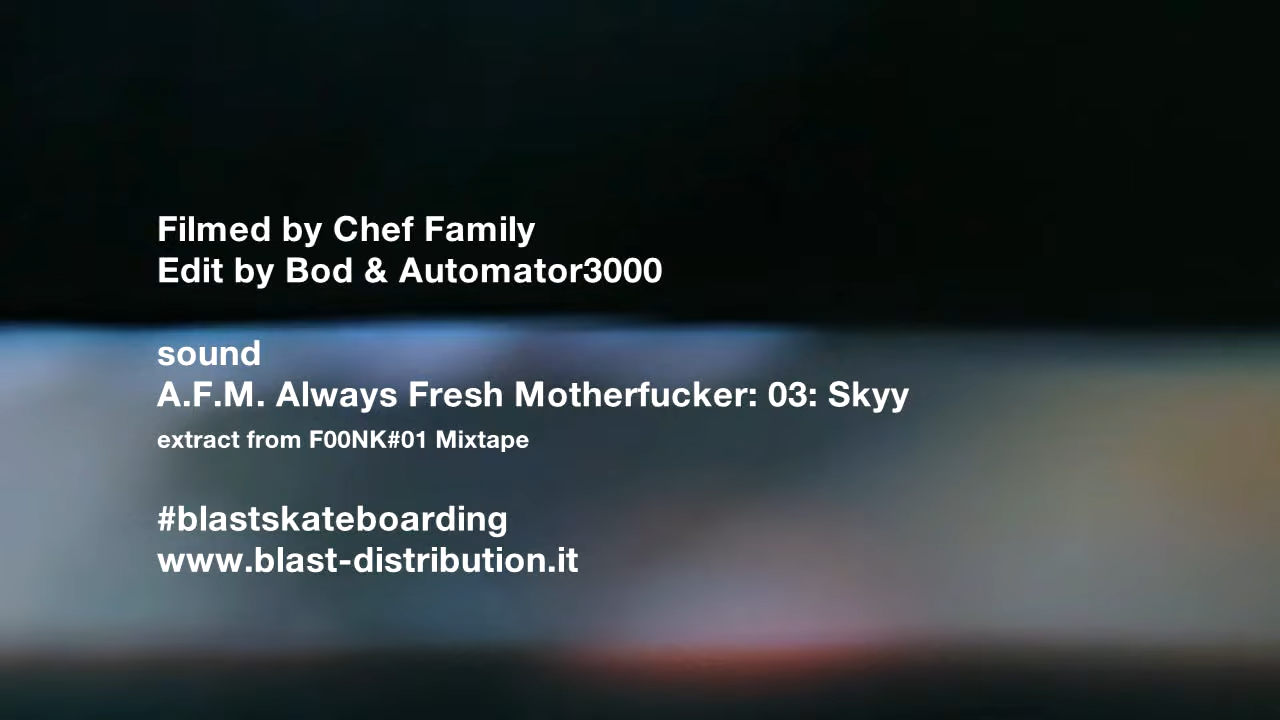 Filmed by Chef Family
Edit by Bod & Automator3000
sound
A.F.M. Always Fresh Motherfucker: 03: Skyy
extract from F00NK#01 Mixtape
#blastskateboarding
www.blast-distribution.it